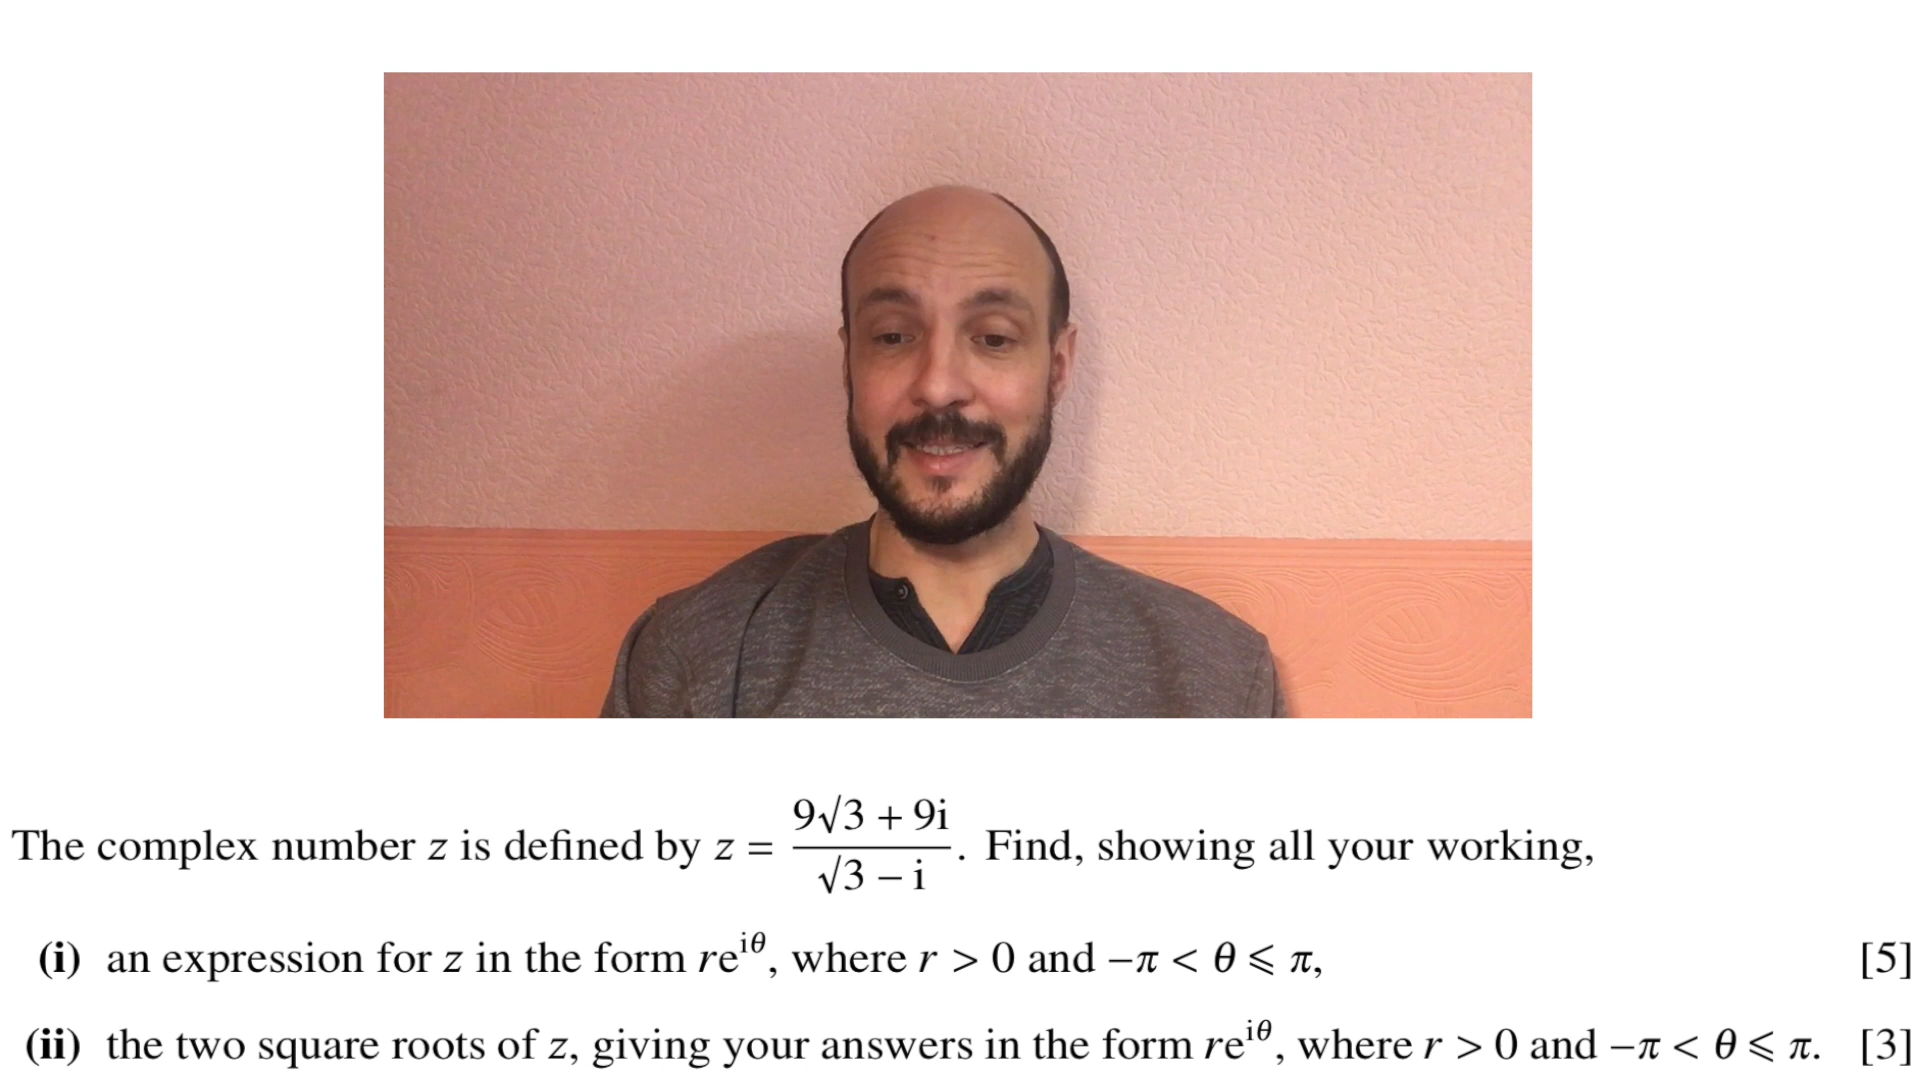 The complex number z is defined by z = \frac{9√3 + 9i}{√3 − i}. Find, showing all your working,
(i) an expression for z in the form re^{iθ}, where r > 0 and −π < θ ⩽ π, [5]
(ii) the two square roots of z, giving your answers in the form re^{iθ}, where r > 0 and −π < θ ⩽ π. [3]